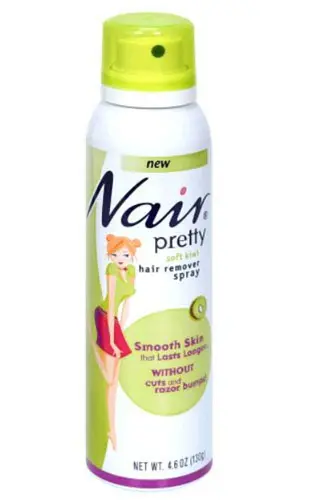 new
Nair®
pretty
soft kiwi
hair remover
spray
Smooth Skin
that Lasts Longer
WITHOUT
cuts and
razor bumps
NET WT. 4.6 OZ (130g)